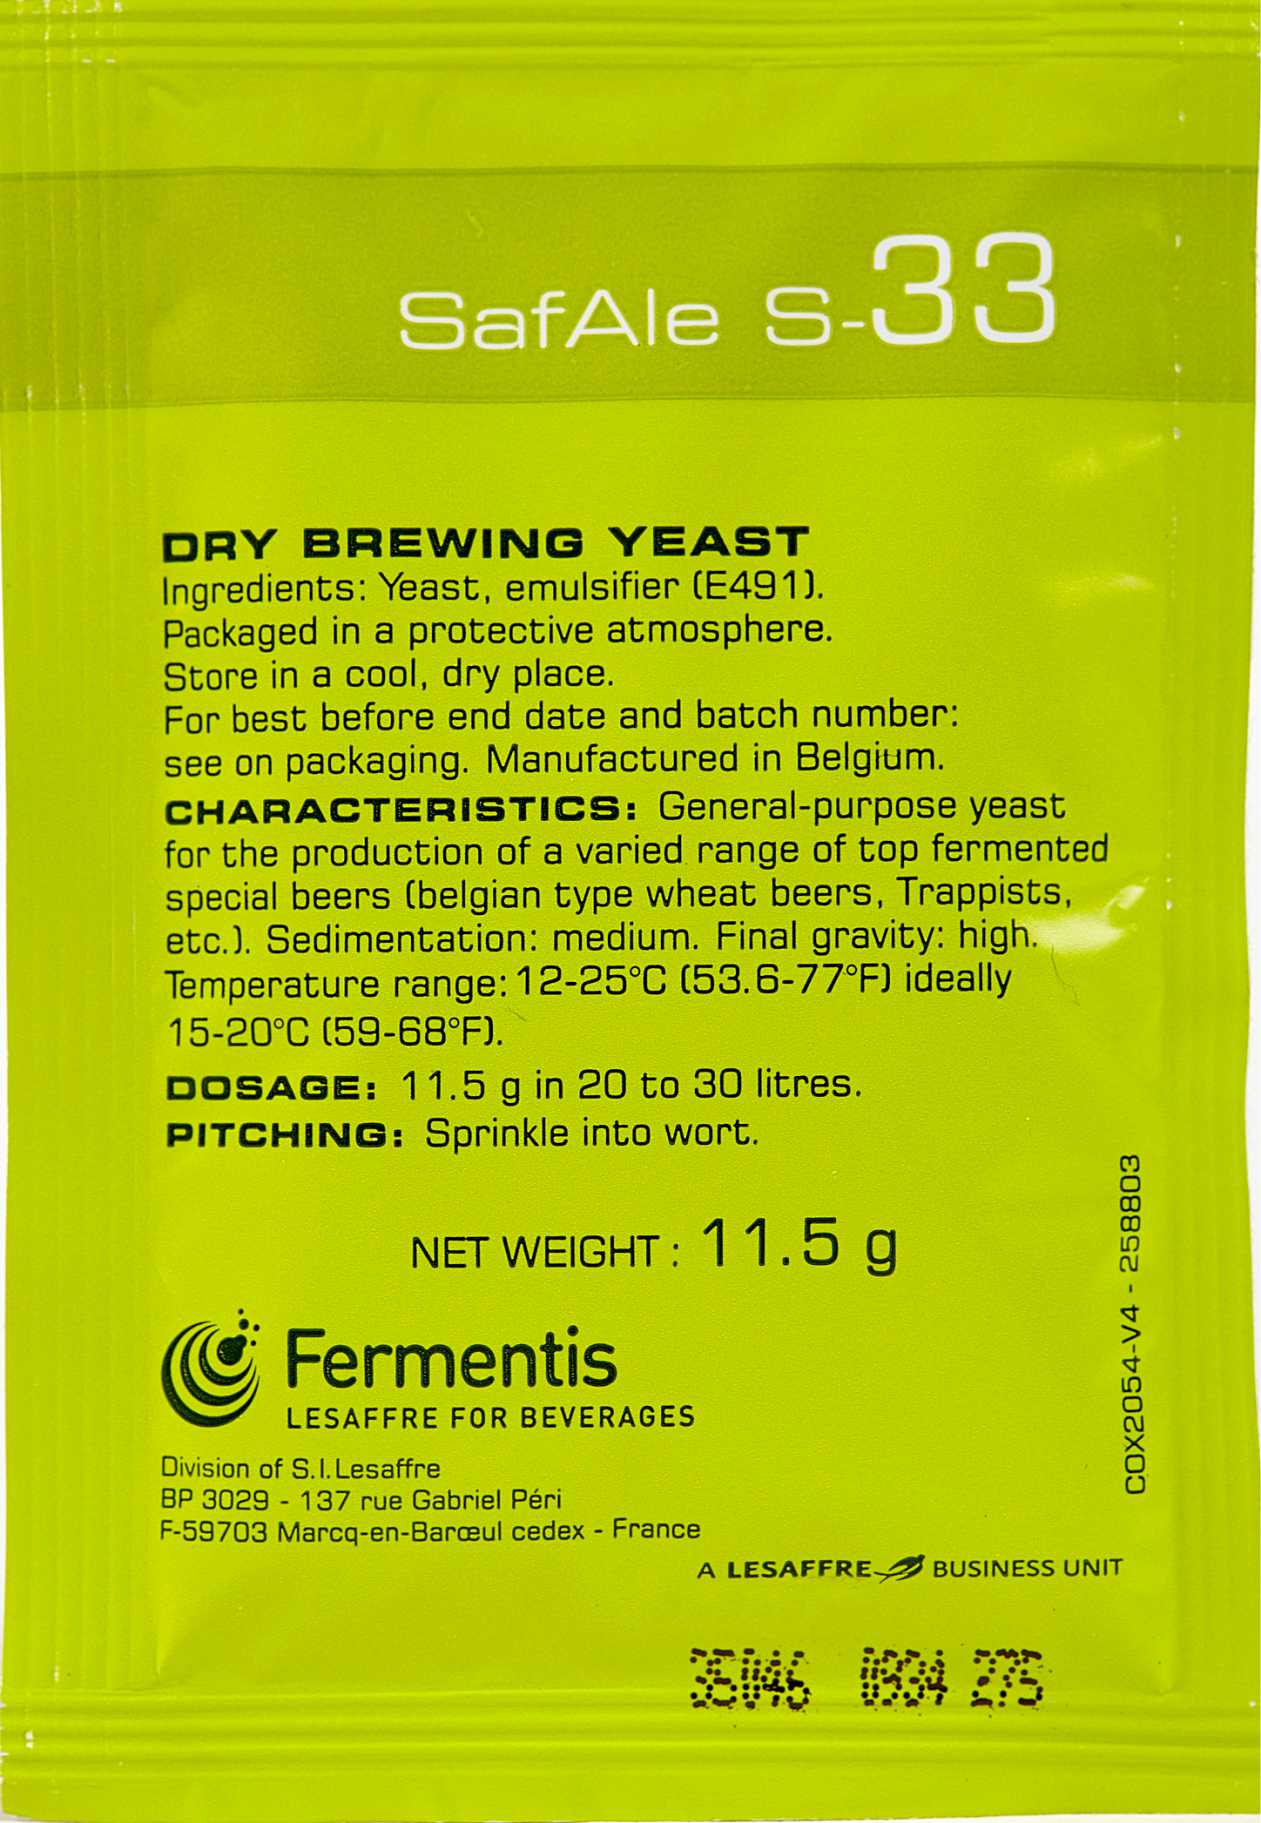 SafAle S-33
DRY BREWING YEAST
Ingredients: Yeast, emulsifier (E491).
Packaged in a protective atmosphere.
Store in a cool, dry place.
For best before end date and batch number:
see on packaging. Manufactured in Belgium.
CHARACTERISTICS: General-purpose yeast
for the production of a varied range of top fermented
special beers (belgian type wheat beers, Trappists,
etc.). Sedimentation: medium. Final gravity: high.
Temperature range: 12-25°C (53.6-77°F) ideally
15-20°C (59-68°F).
DOSAGE: 11.5 g in 20 to 30 litres.
PITCHING: Sprinkle into wort.
NET WEIGHT : 11.5 g
COX2054-V4 - 258803
Fermentis
LESAFFRE FOR BEVERAGES
Division of S.I.Lesaffre
BP 3029 - 137 rue Gabriel Péri
F-59703 Marcq-en-Barœul cedex - France
A LESAFFRE BUSINESS UNIT
275